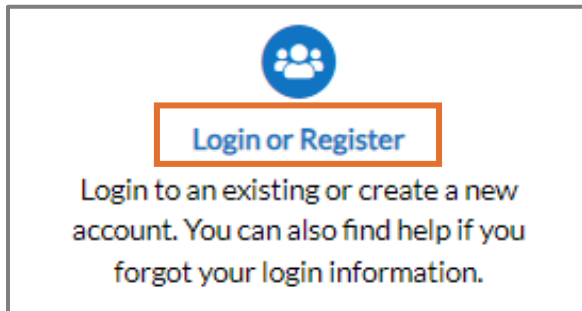 Login or Register
Login to an existing or create a new
account. You can also find help if you
forgot your login information.